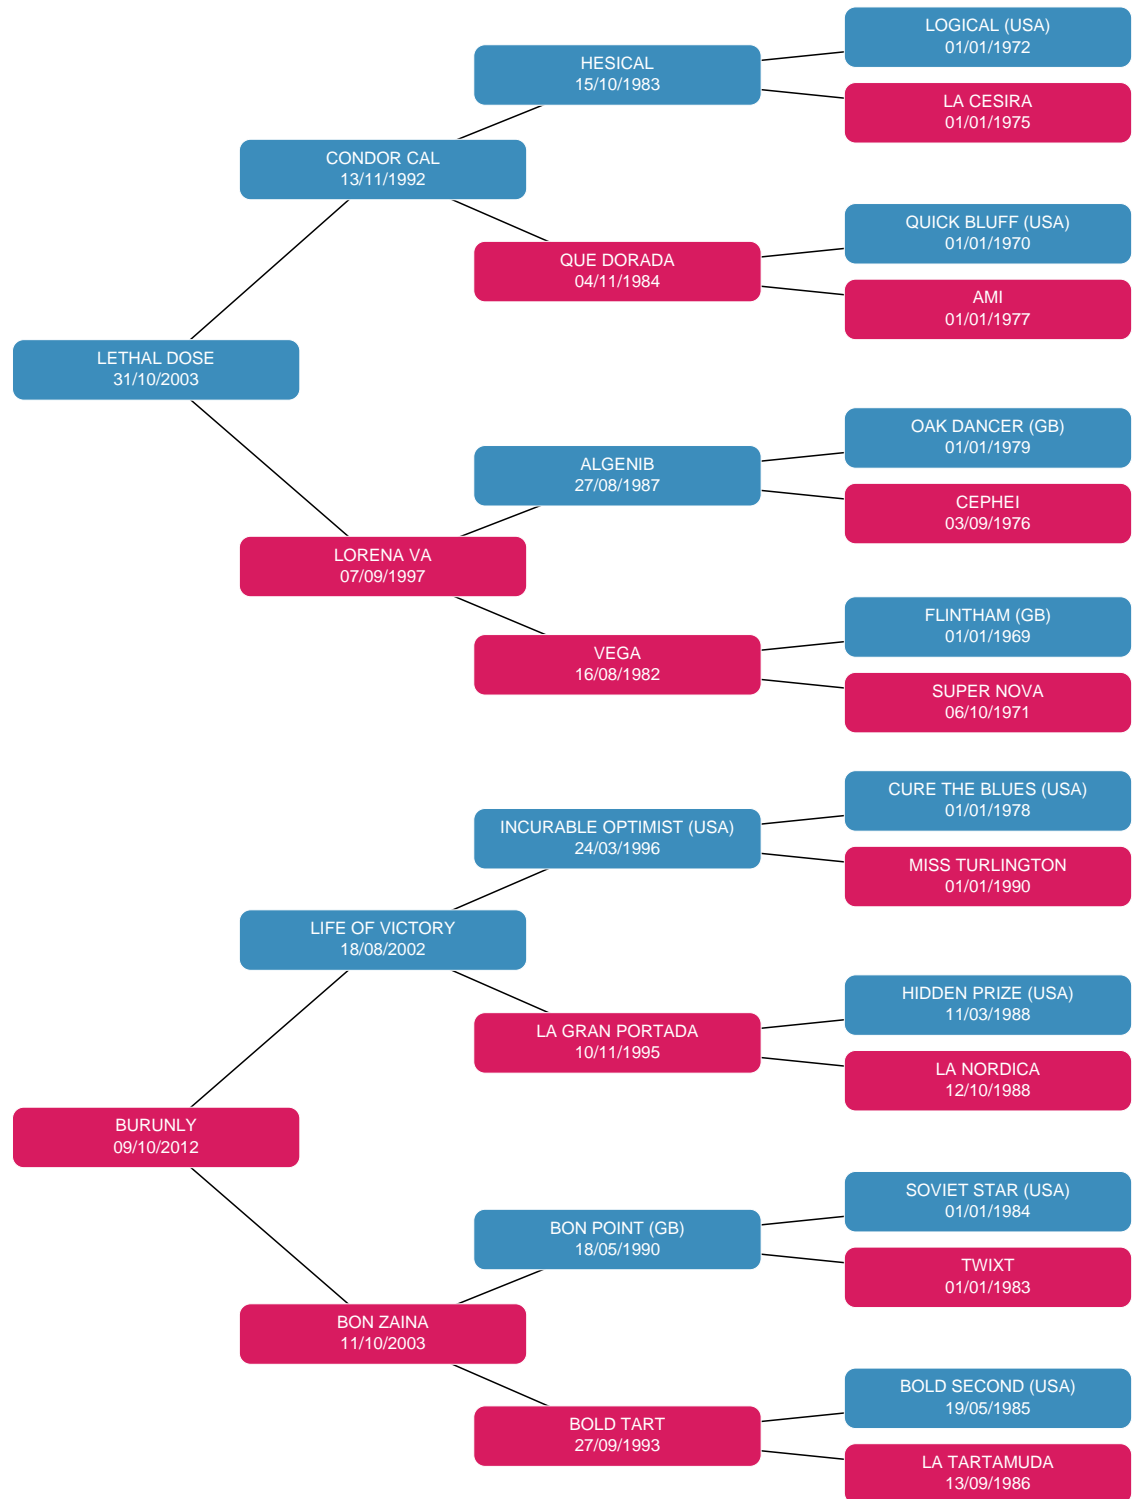 LOGICAL (USA)
01/01/1972
HESICAL
15/10/1983
LA CESIRA
01/01/1975
CONDOR CAL
13/11/1992
QUICK BLUFF (USA)
01/01/1970
QUE DORADA
04/11/1984
AMI
01/01/1977
LETHAL DOSE
31/10/2003
OAK DANCER (GB)
01/01/1979
ALGENIB
27/08/1987
CEPHEI
03/09/1976
LORENA VA
07/09/1997
FLINTHAM (GB)
01/01/1969
VEGA
16/08/1982
SUPER NOVA
06/10/1971
CURE THE BLUES (USA)
01/01/1978
INCURABLE OPTIMIST (USA)
24/03/1996
MISS TURLINGTON
01/01/1990
LIFE OF VICTORY
18/08/2002
HIDDEN PRIZE (USA)
11/03/1988
LA GRAN PORTADA
10/11/1995
LA NORDICA
12/10/1988
BURUNLY
09/10/2012
SOVIET STAR (USA)
01/01/1984
BON POINT (GB)
18/05/1990
TWIXT
01/01/1983
BON ZAINA
11/10/2003
BOLD SECOND (USA)
19/05/1985
BOLD TART
27/09/1993
LA TARTAMUDA
13/09/1986